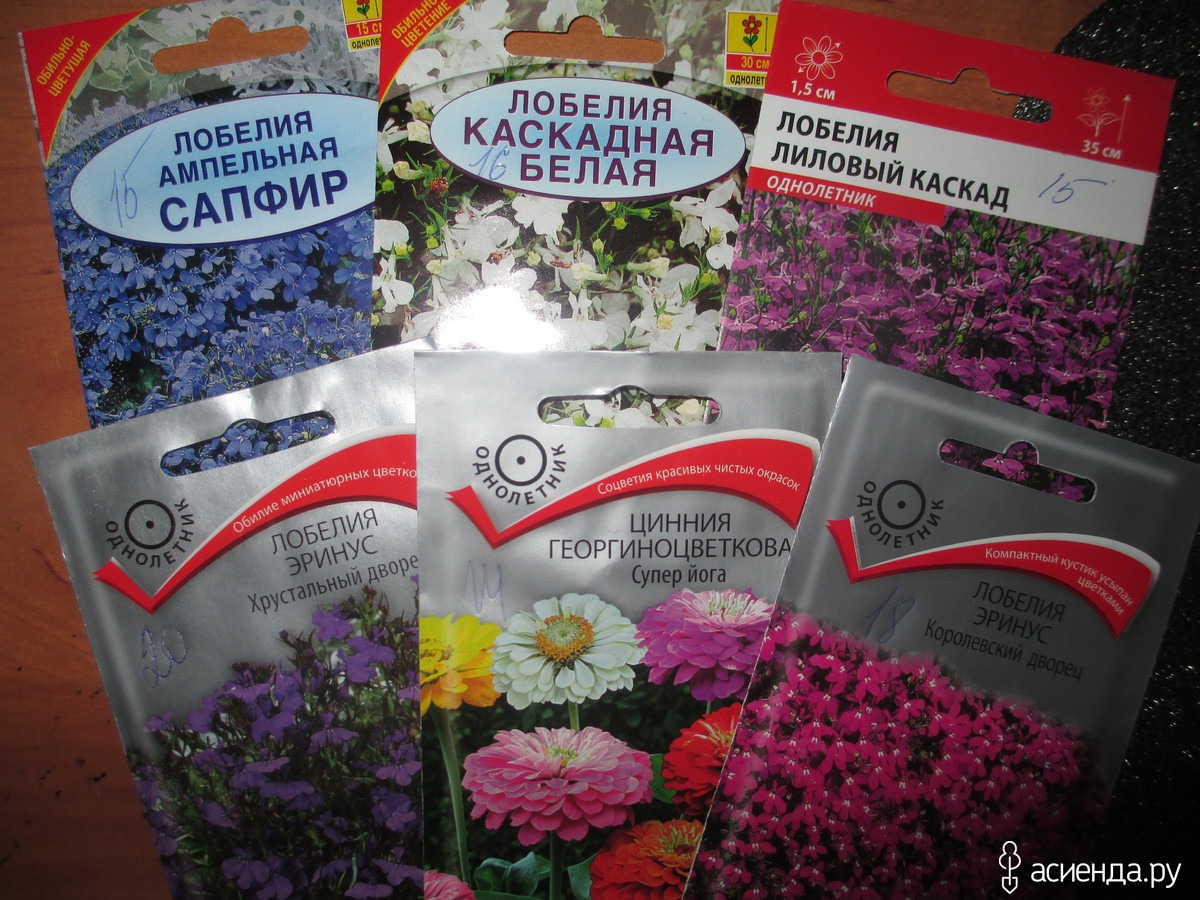 ОБИЛЬНО-
ЦВЕТУЩАЯ
15 см
ЛОБЕЛИЯ
АМПЕЛЬНАЯ
САПФИР
15
ОБИЛЬНОЕ
ЦВЕТЕНИЕ
30 см
ЛОБЕЛИЯ
КАСКАДНАЯ
БЕЛАЯ
16
1,5 см
35 см
ЛОБЕЛИЯ
ЛИЛОВЫЙ КАСКАД
ОДНОЛЕТНИК
15
ОДНОЛЕТНИК
Обилие миниатюрных
ЛОБЕЛИЯ
ЭРИНУС
Хрустальный дворе
30
ОДНОЛЕТНИК
Соцветия красивых чистых окрасок
ЦИННИЯ
ГЕОРГИНОЦВЕТКОВА
Супер йога
ОДНОЛЕТНИК
Компактный кустик усыпан
цветками
ЛОБЕЛИЯ
ЭРИНУС
Королевский дворец
18
асиенда.ру